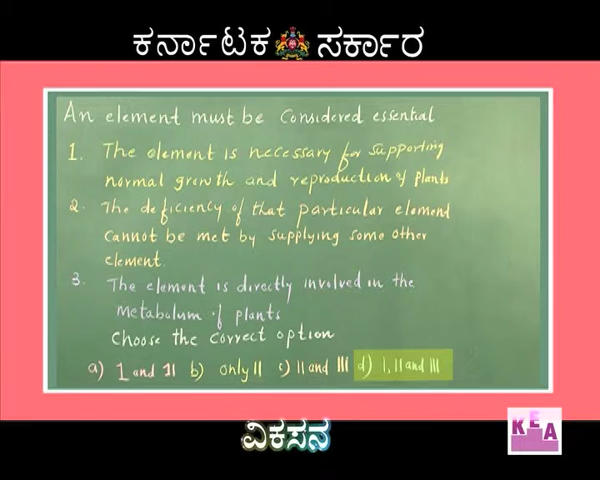 ಕರ್ನಾಟಕ ಸರ್ಕಾರ
An element must be Considered essential
1. The element is necessary for supporting
normal growth and reproduction of plants
2. The deficiency of that particular element
cannot be met by supplying some other
element.
3. The element is directly involved in the
metabolum of plants
Choose the correct option
a) I and II b) only II c) II and III d) I, II and III
ವಿಕಸನ
KEA